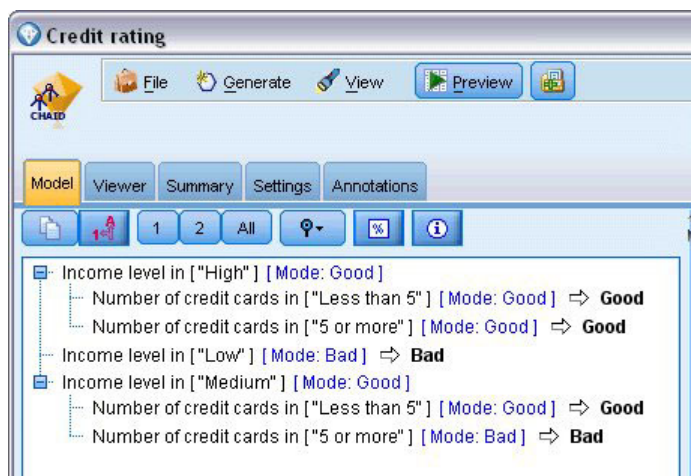 Credit rating
CHAID
File Generate View Preview
Model Viewer Summary Settings Annotations
1 2 All %
Income level in ["High"] [Mode: Good]
Number of credit cards in ["Less than 5"] [Mode: Good] ⇨ Good
Number of credit cards in ["5 or more"] [Mode: Good] ⇨ Good
Income level in ["Low"] [Mode: Bad] ⇨ Bad
Income level in ["Medium"] [Mode: Good]
Number of credit cards in ["Less than 5"] [Mode: Good] ⇨ Good
Number of credit cards in ["5 or more"] [Mode: Bad] ⇨ Bad